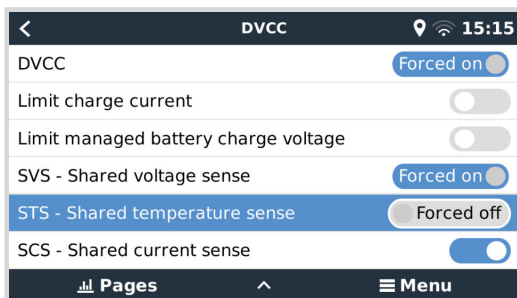 DVCC 15:15
DVCC Forced on
Limit charge current
Limit managed battery charge voltage
SVS - Shared voltage sense Forced on
STS - Shared temperature sense Forced off
SCS - Shared current sense
Pages Menu